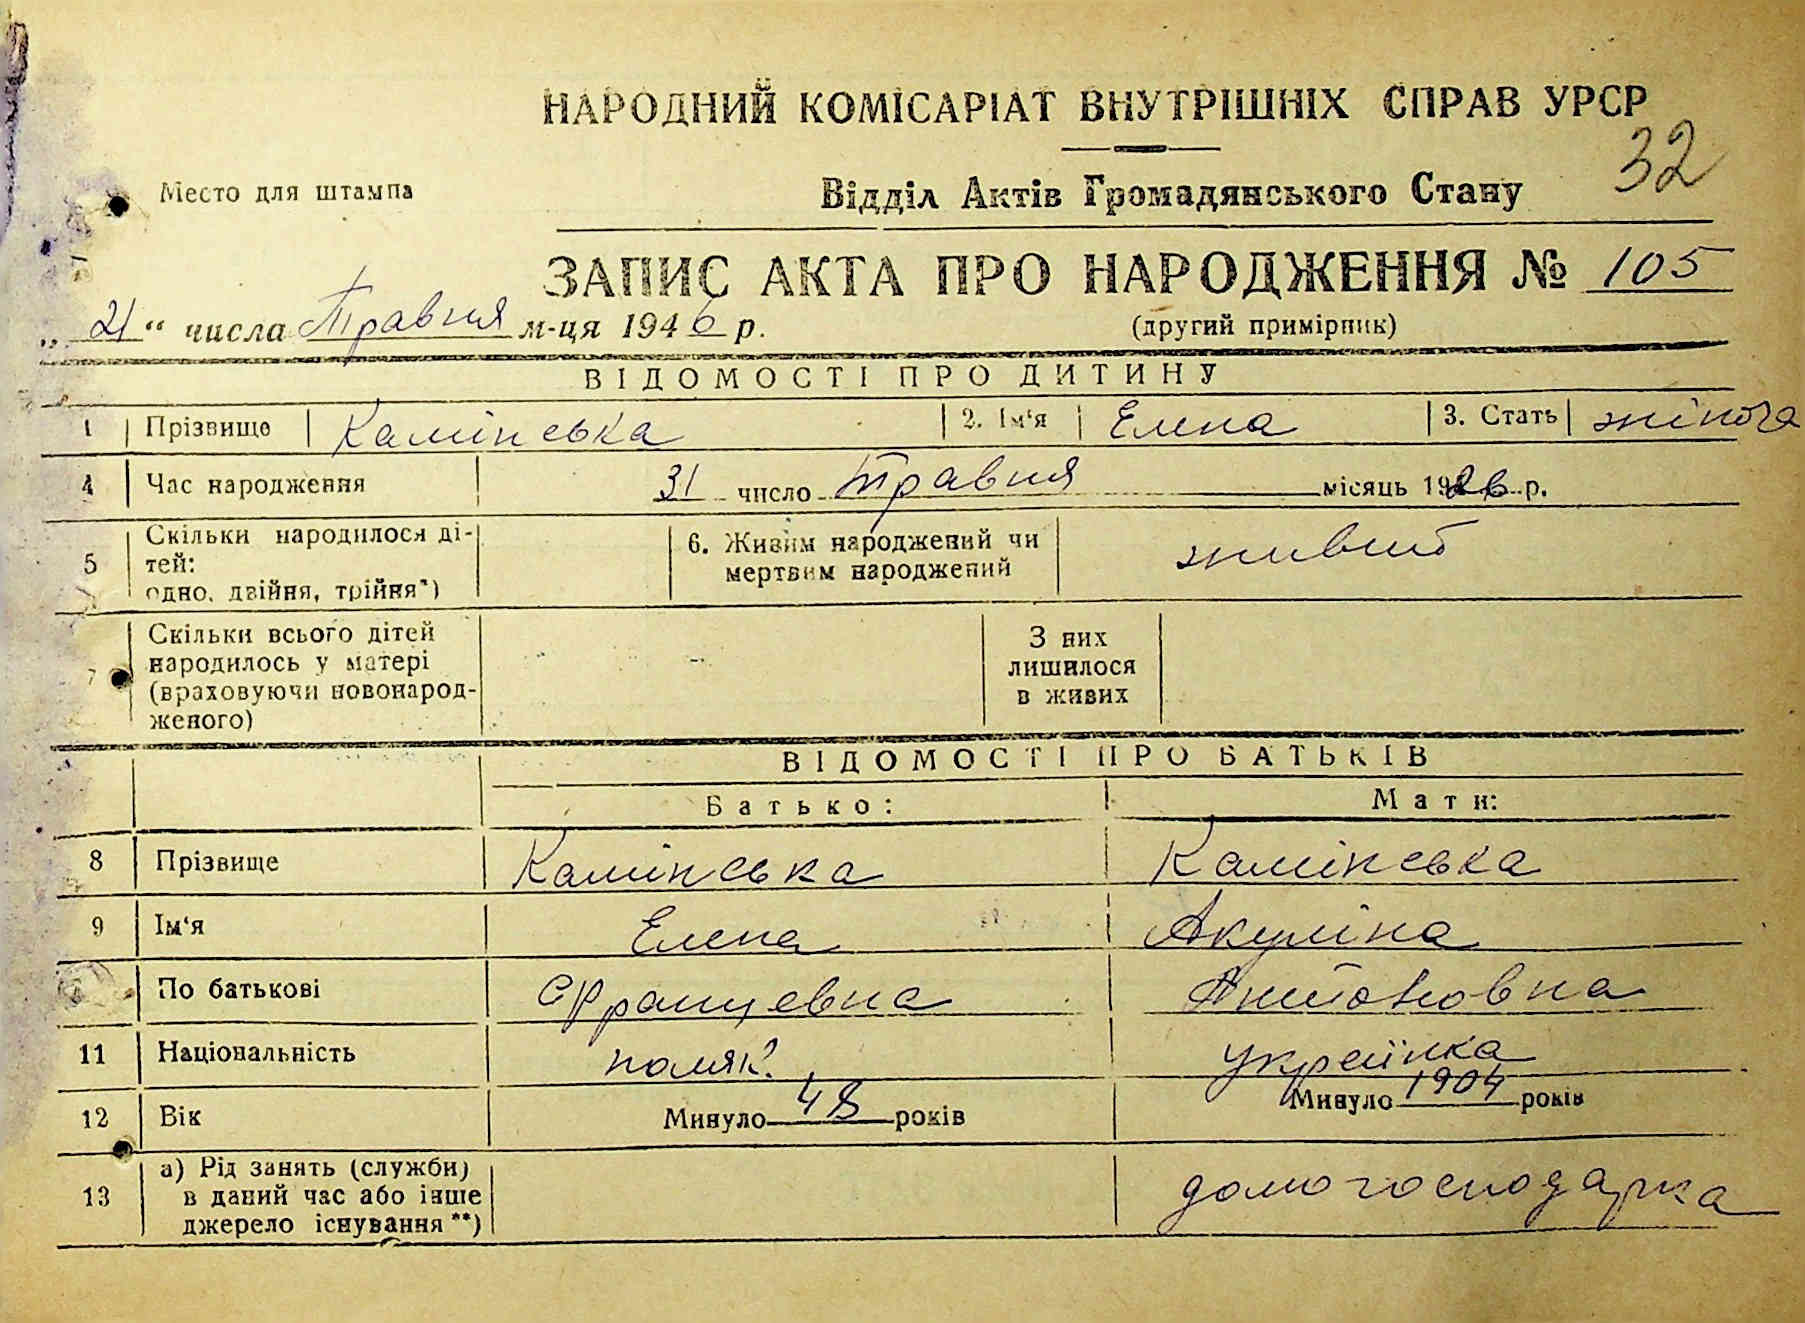 НАРОДНИЙ КОМІСАРІАТ ВНУТРІШНІХ СПРАВ УРСР
32
Место для штампа
Відділ Актів Громадянського Стану
ЗАПИС АКТА ПРО НАРОДЖЕННЯ № 105
„21“ числа Травня м-ця 1946 р.
(другий примірник)
ВІДОМОСТІ ПРО ДИТИНУ
1 Прізвище Камінська 2. Ім‘я Елена 3. Стать жіноча
4 Час народження 31 число Травня місяць 1926 р.
5 Скільки народилося ді-
тей:
одно, двійня, трійня*)
6. Живим народжений чи
мертвим народжений
живий
7 Скільки всього дітей
народилось у матері
(враховуючи новонарод-
женого)
З них
лишилося
в живих
ВІДОМОСТІ ПРО БАТЬКІВ
Батько: Мати:
8 Прізвище Камінська Камінська
9 Ім‘я Елена Акуліна
По батькові Францевна Антоновна
11 Національність поляк. українка
12 Вік Минуло 48 років Минуло 1904 років
13 а) Рід занять (служби)
в даний час або інше
джерело існування **)
домогосподарка